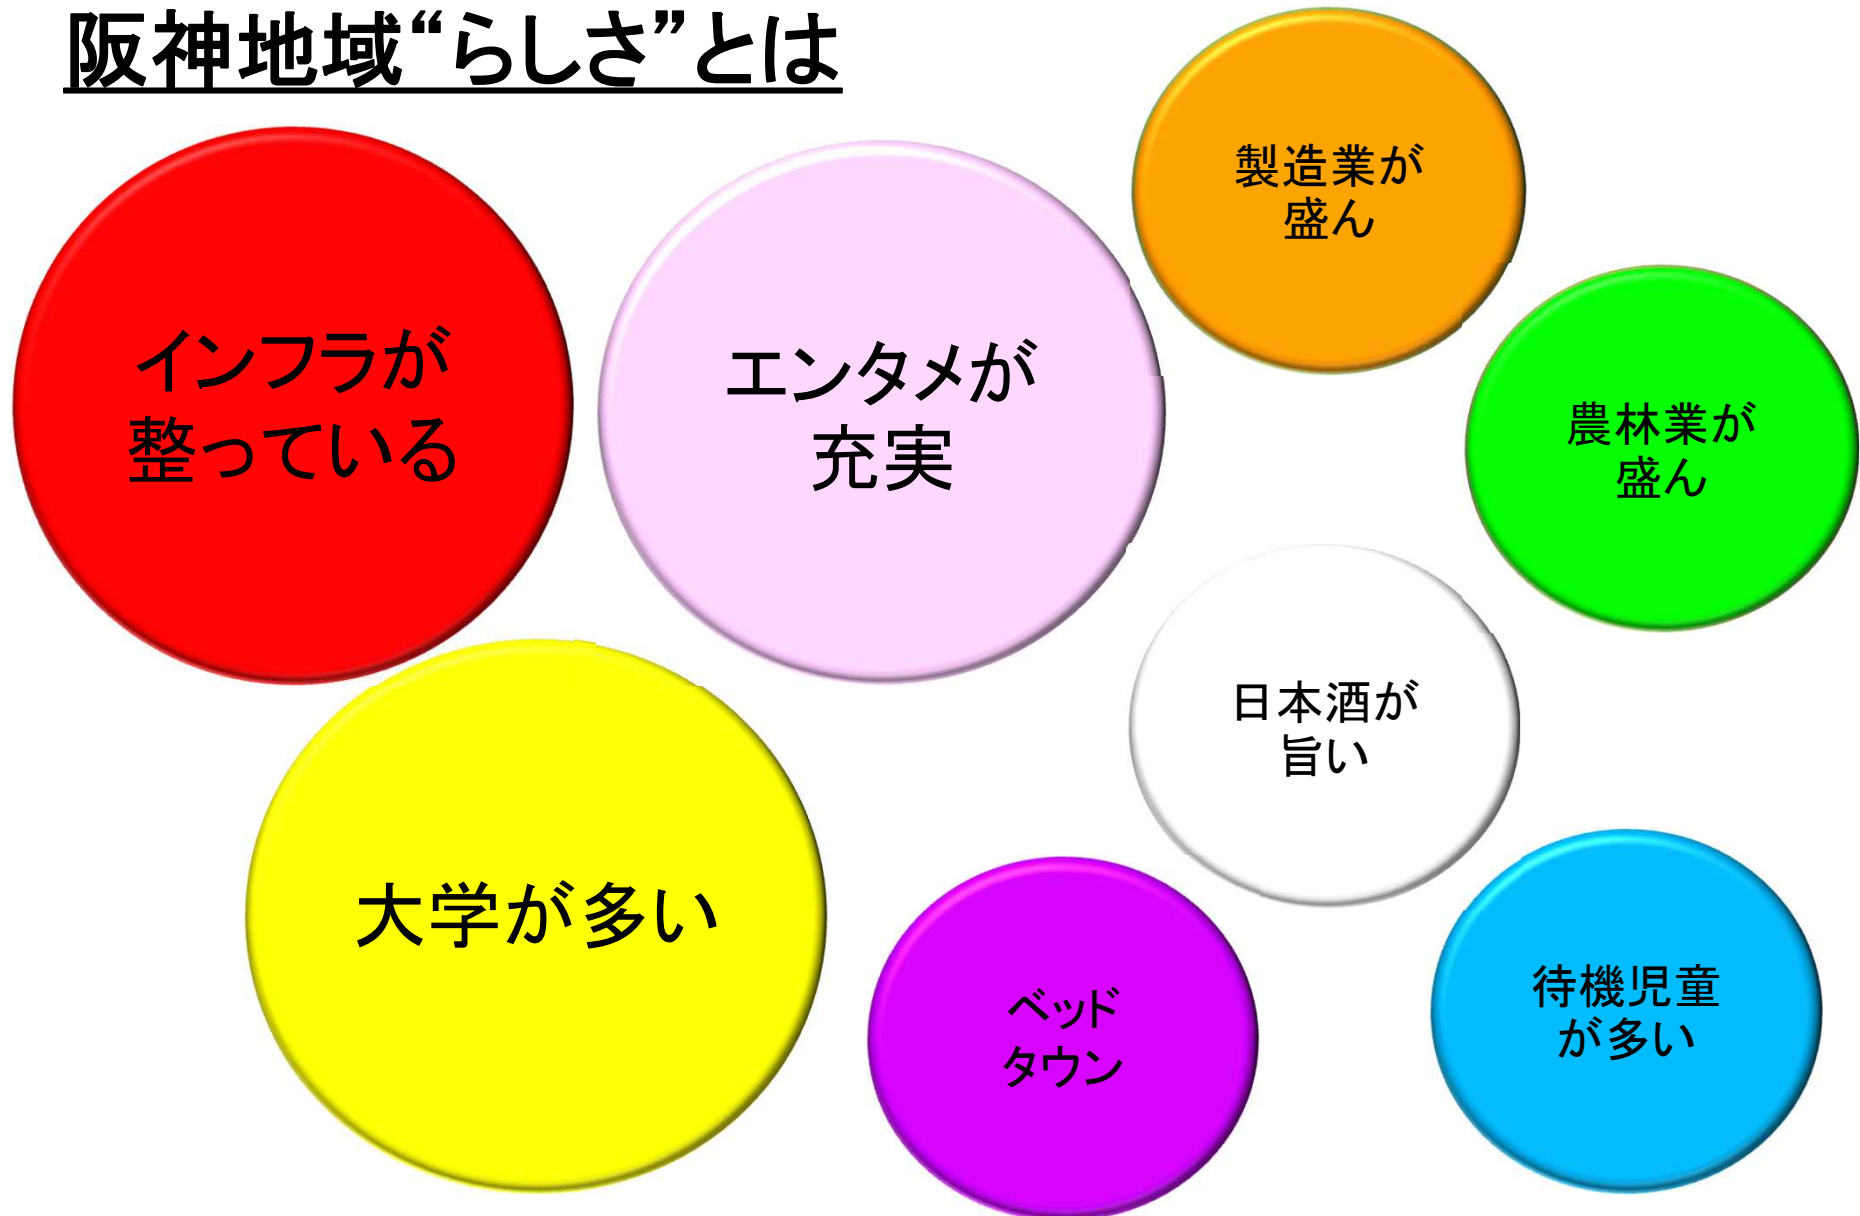 阪神地域“らしさ”とは
インフラが
整っている
エンタメが
充実
製造業が
盛ん
農林業が
盛ん
大学が多い
日本酒が
旨い
ベッド
タウン
待機児童
が多い